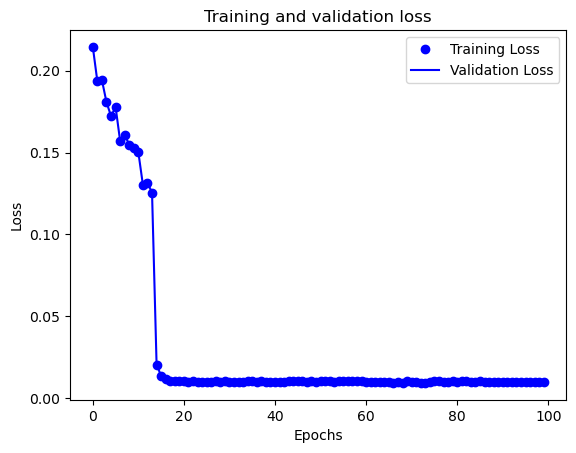 Training and validation loss
Training Loss
Validation Loss
Loss
0.20
0.15
0.10
0.05
0.00
0
20
40
60
80
100
Epochs